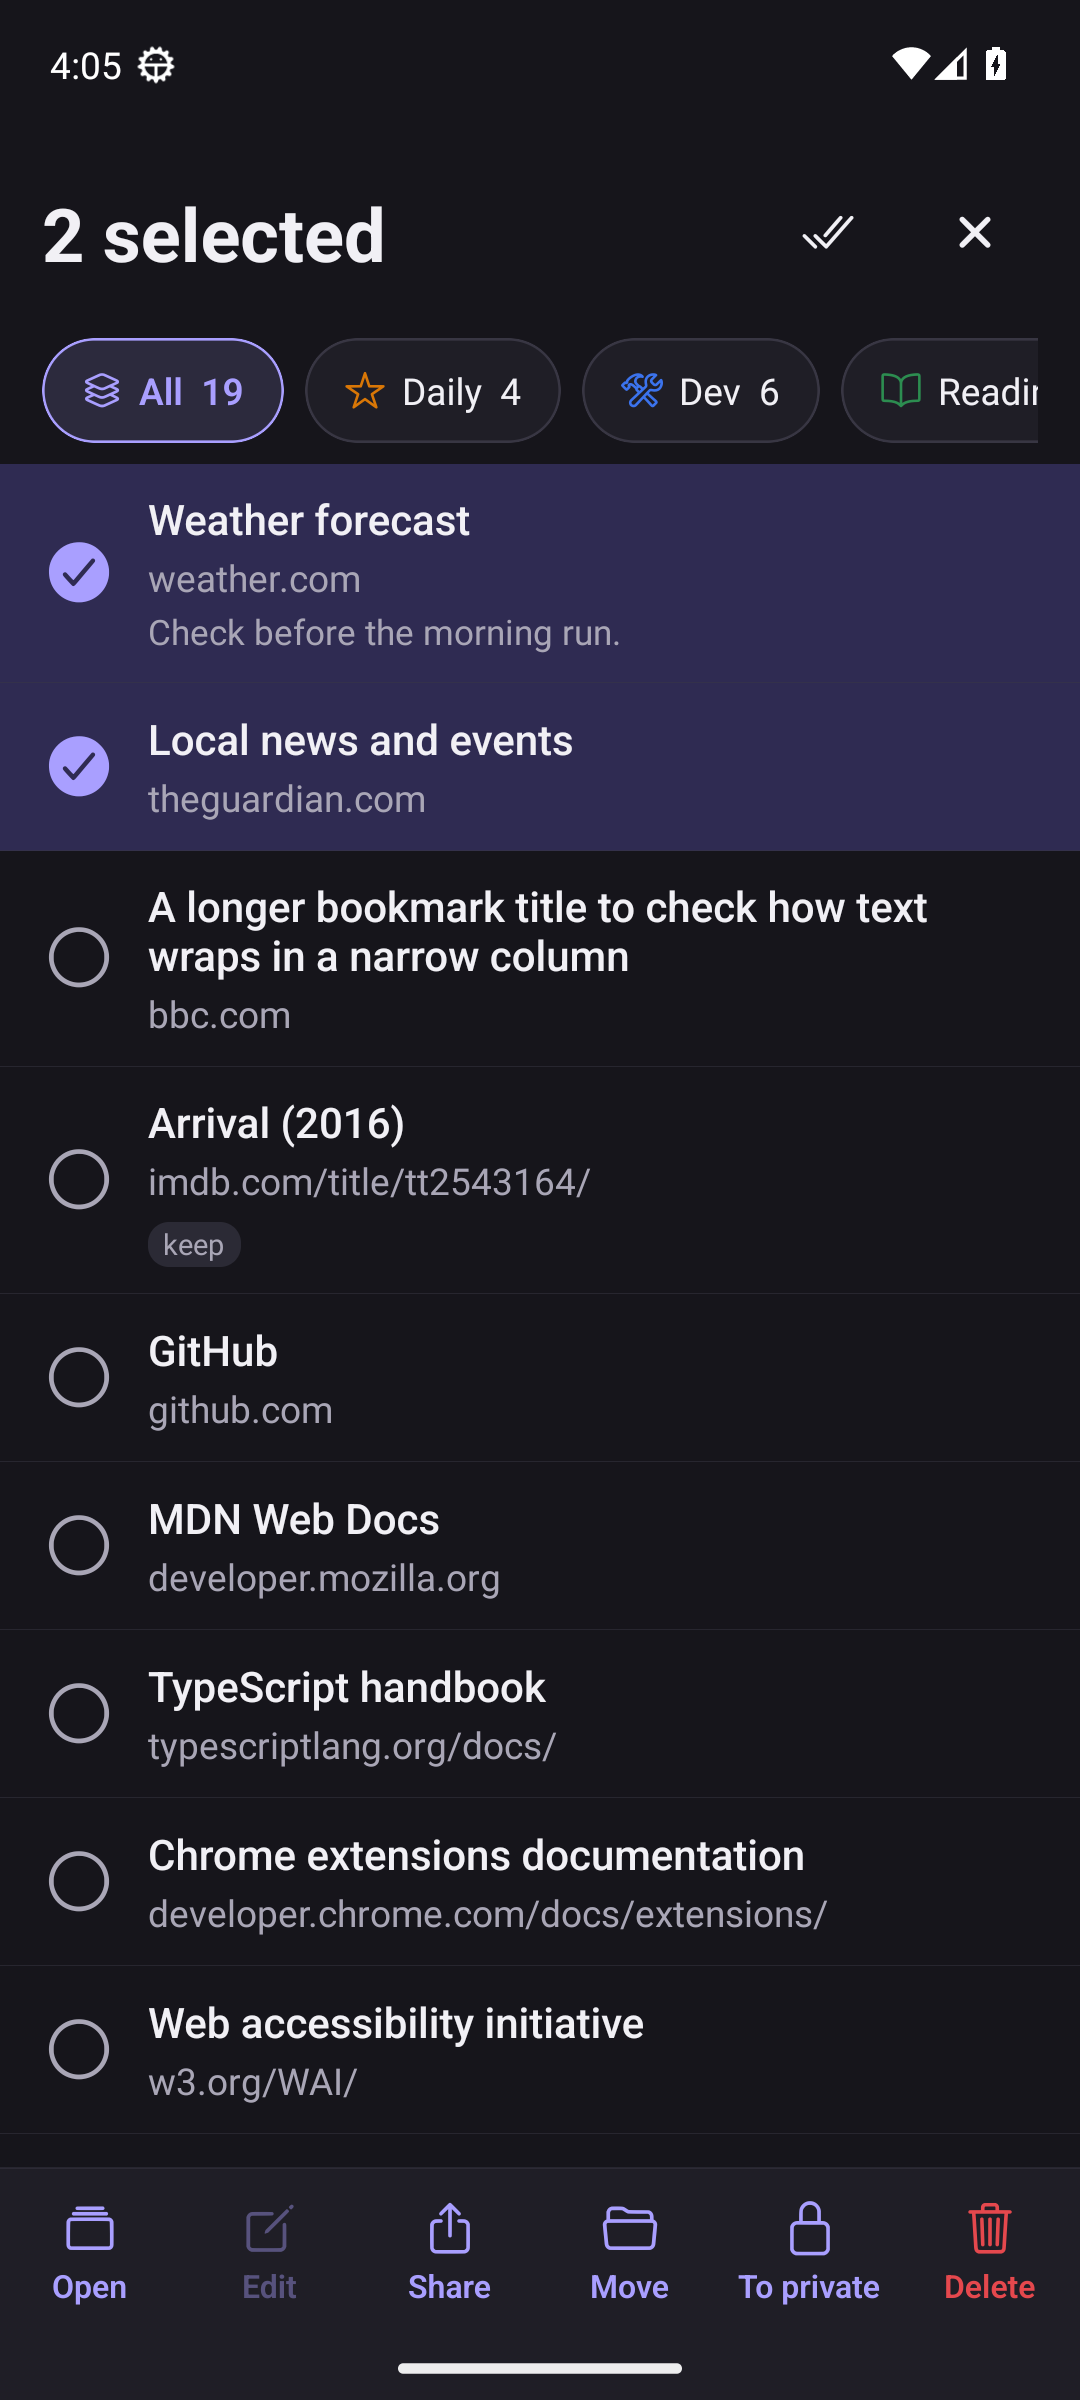 4:05
2 selected
All 19
Daily 4
Dev 6
Readin
Weather forecast
weather.com
Check before the morning run.
Local news and events
theguardian.com
A longer bookmark title to check how text
wraps in a narrow column
bbc.com
Arrival (2016)
imdb.com/title/tt2543164/
keep
GitHub
github.com
MDN Web Docs
developer.mozilla.org
TypeScript handbook
typescriptlang.org/docs/
Chrome extensions documentation
developer.chrome.com/docs/extensions/
Web accessibility initiative
w3.org/WAI/
Open
Edit
Share
Move
To private
Delete